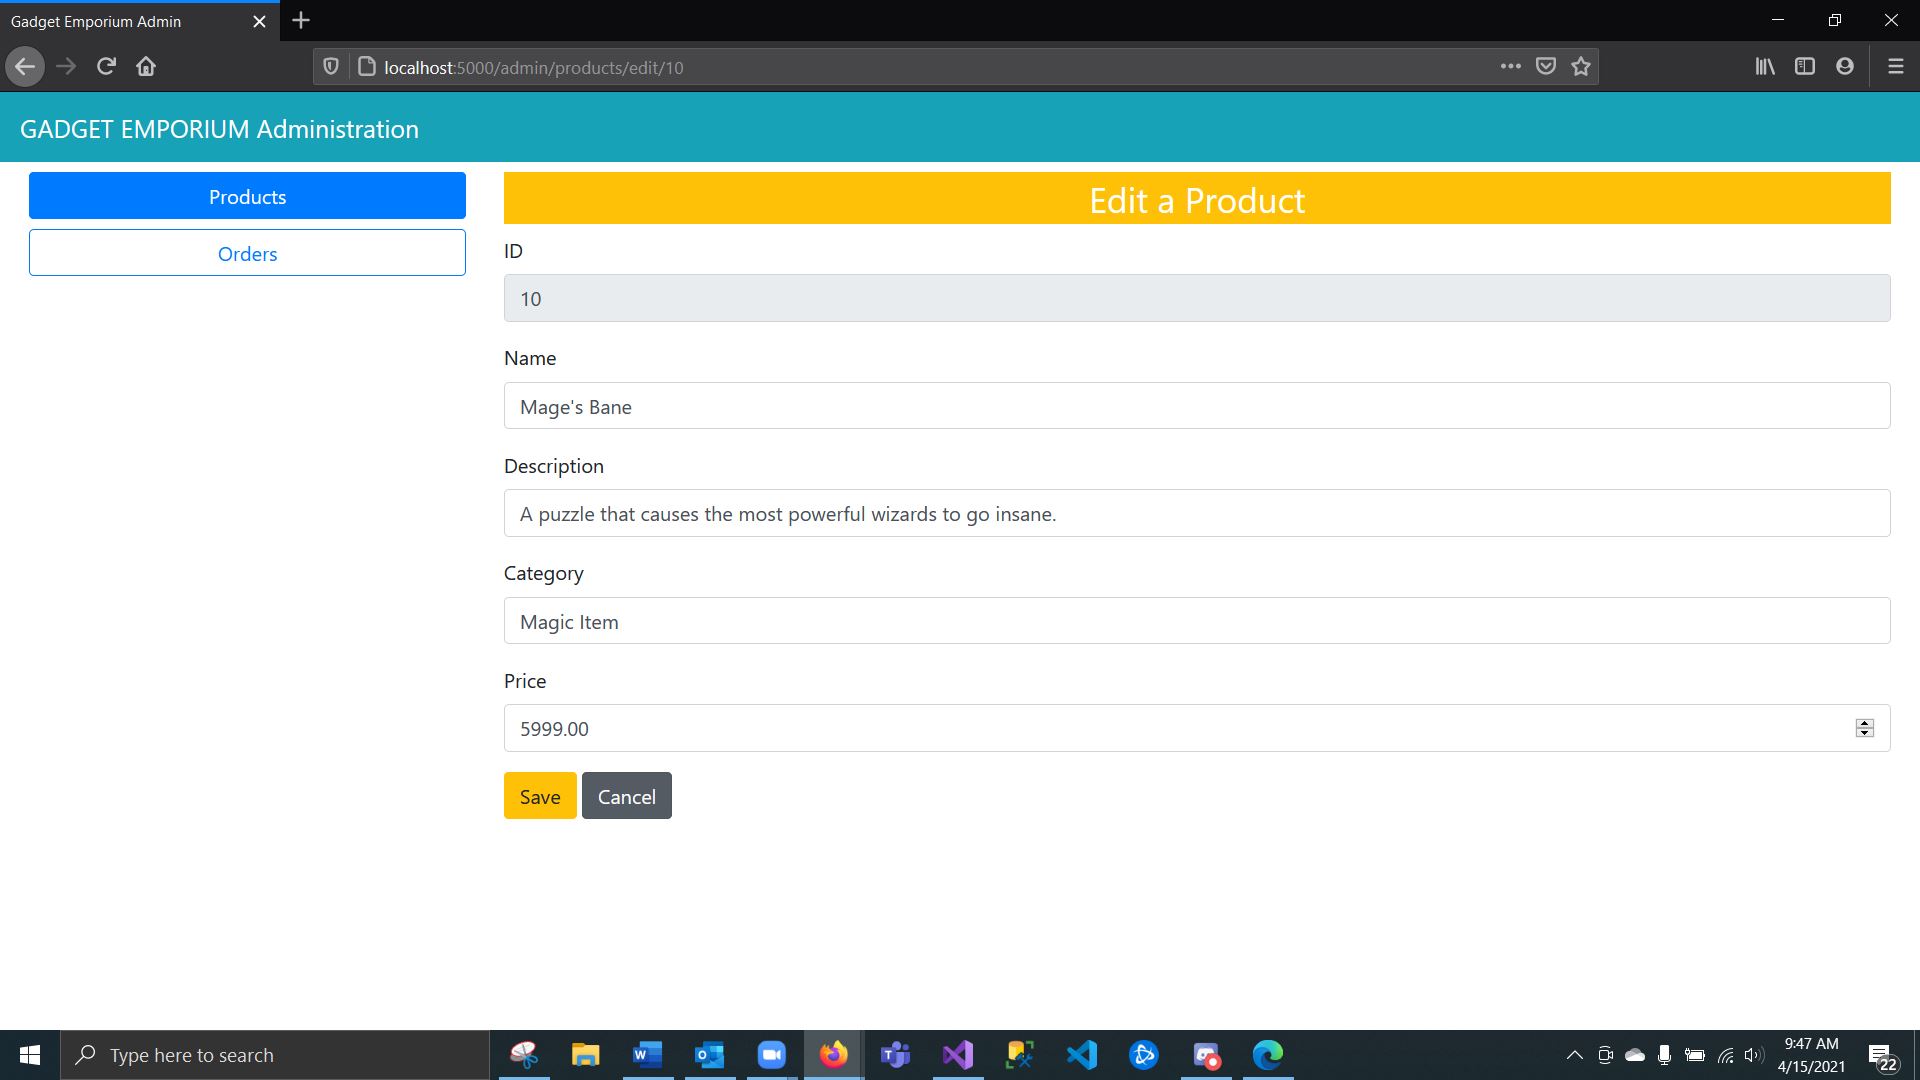 Gadget Emporium Admin
localhost:5000/admin/products/edit/10
GADGET EMPORIUM Administration
Products
Orders
Edit a Product
ID
10
Name
Mage's Bane
Description
A puzzle that causes the most powerful wizards to go insane.
Category
Magic Item
Price
5999.00
Save Cancel
Type here to search
9:47 AM
4/15/2021
22